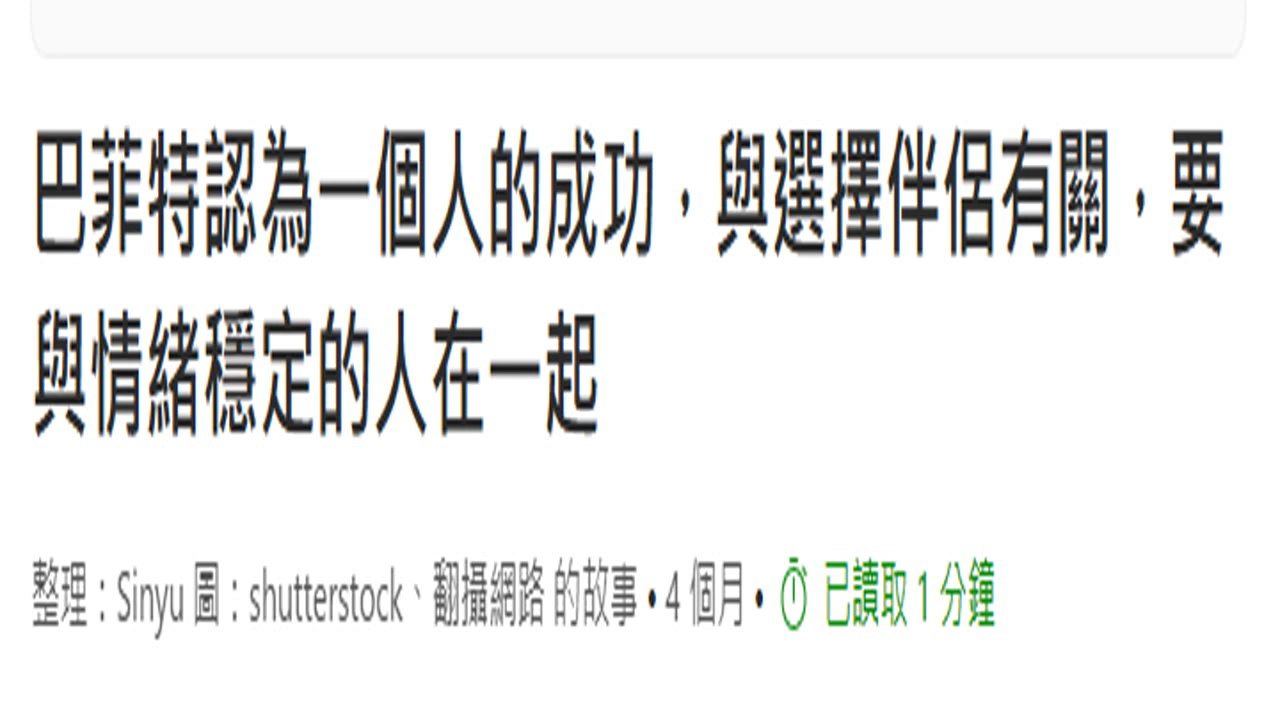 巴菲特認為一個人的成功，與選擇伴侶有關，要
與情緒穩定的人在一起
整理：Sinyu 圖：shutterstock、翻攝網路 的故事 • 4 個月 • 已讀取 1 分鐘